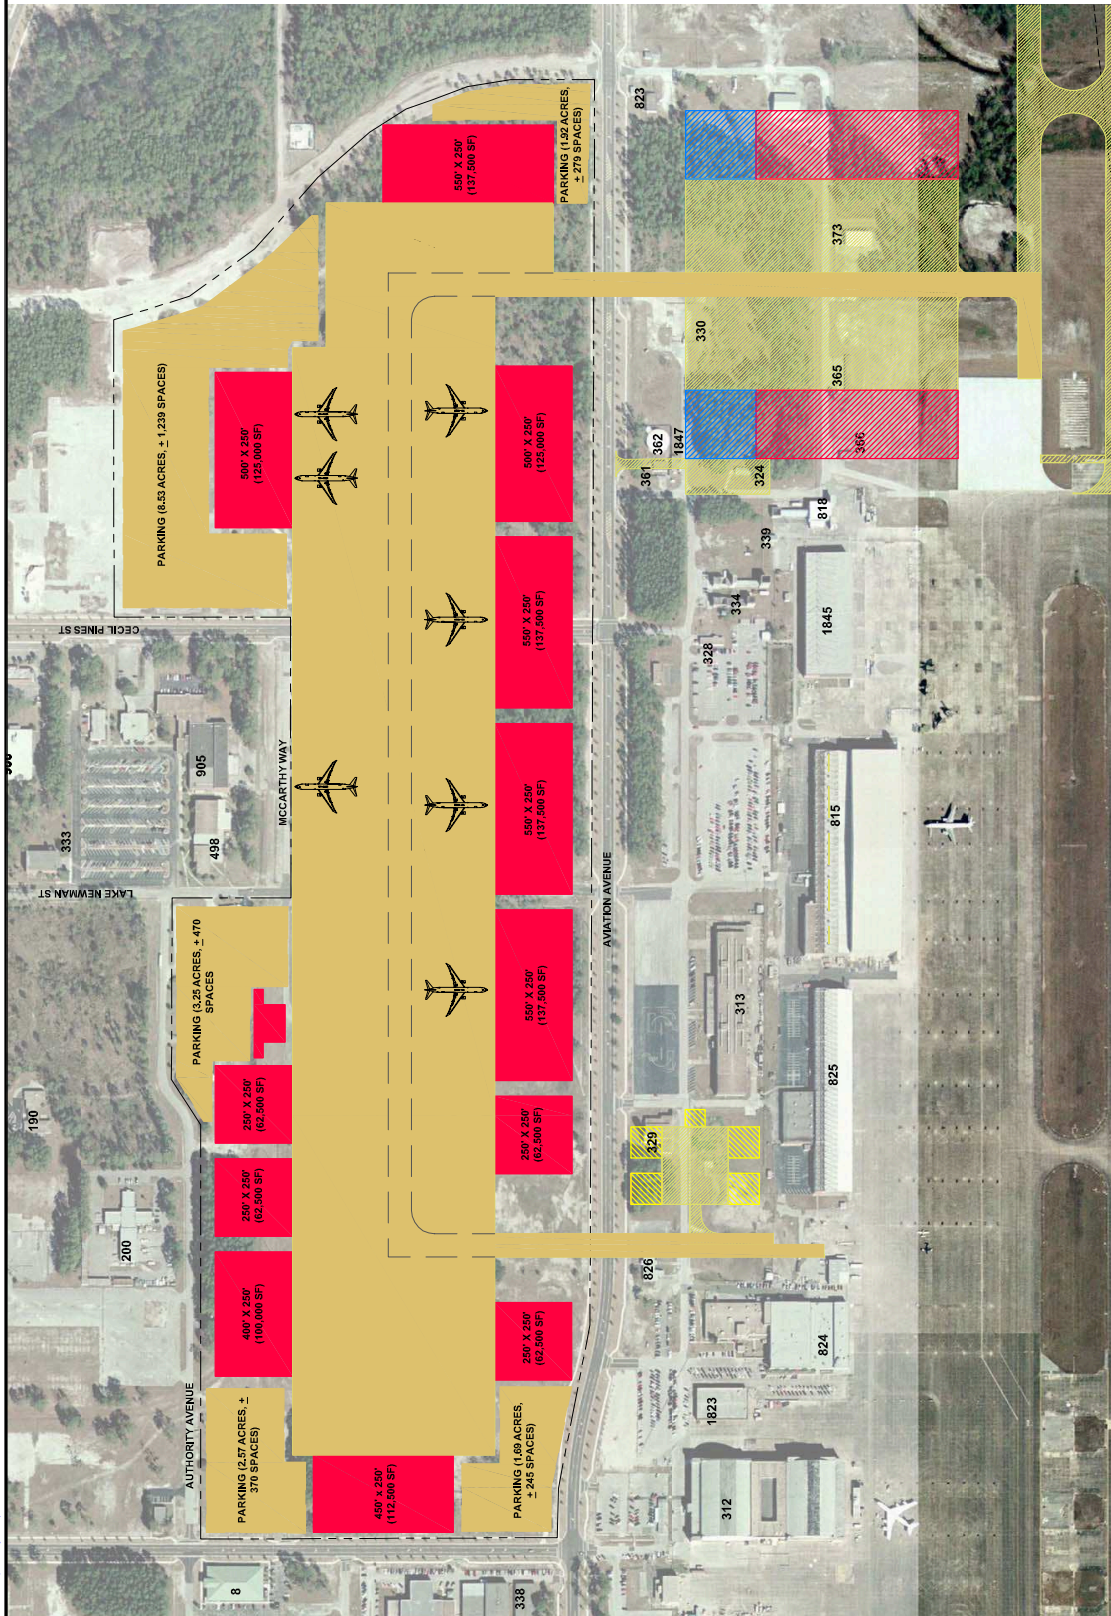 823
550' X 250'
(137,500 SF)
PARKING (1.92 ACRES,
+ 279 SPACES)
373
330
365
PARKING (8.53 ACRES, + 1,239 SPACES)
500' X 250'
(125,000 SF)
500' X 250'
(125,000 SF)
362
1847
361
366
324
818
339
334
1845
328
CECIL PINES ST
550' X 250'
(137,500 SF)
905
MCCARTHY WAY
333
498
550' X 250'
(137,500 SF)
815
LAKE NEWMAN ST
AVIATION AVENUE
PARKING (3.25 ACRES, + 470
SPACES
550' X 250'
(137,500 SF)
313
825
190
250' X 250'
(62,500 SF)
250' X 250'
(62,500 SF)
329
250' X 250'
(62,500 SF)
200
826
400' X 250'
(100,000 SF)
250' X 250'
(62,500 SF)
824
1823
AUTHORITY AVENUE
PARKING (2.57 ACRES, +
370 SPACES)
450' x 250'
(112,500 SF)
PARKING (1.69 ACRES,
+ 245 SPACES)
312
8
338